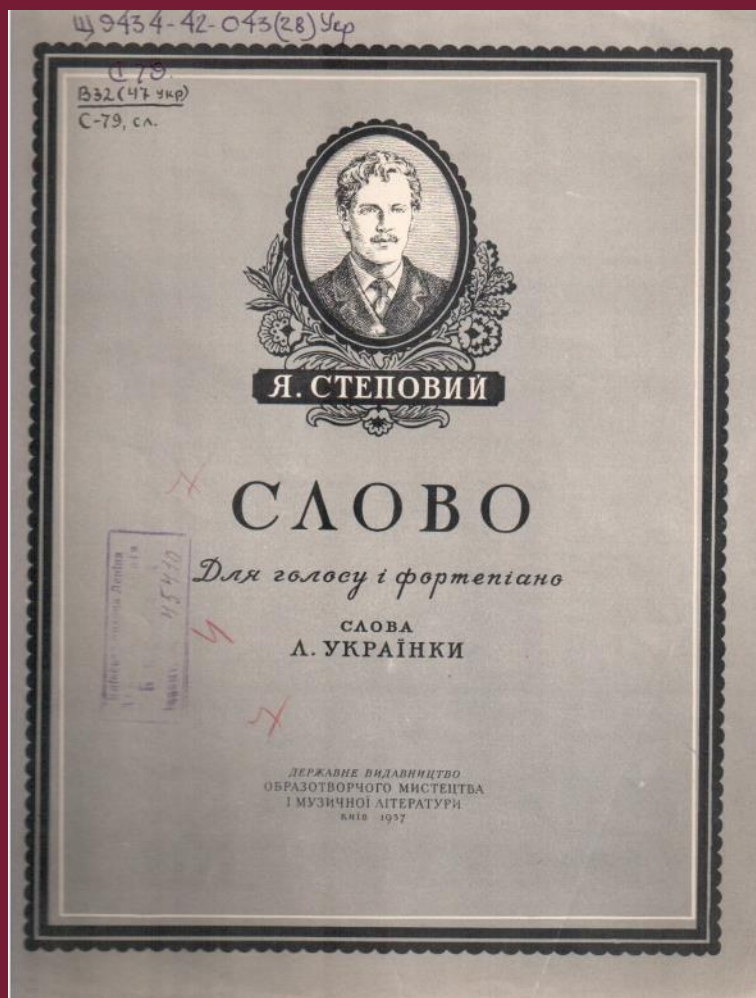 Щ 9434-42-043(28) Укр
С 79
В32 (47 укр)
С-79, сл.
Я. СТЕПОВИЙ
СЛОВО
Для голосу і фортепіано
СЛОВА
Л. УКРАЇНКИ
ДЕРЖАВНЕ ВИДАВНИЦТВО
ОБРАЗОТВОРЧОГО МИСТЕЦТВА
І МУЗИЧНОЇ ЛІТЕРАТУРИ
КИЇВ 1957